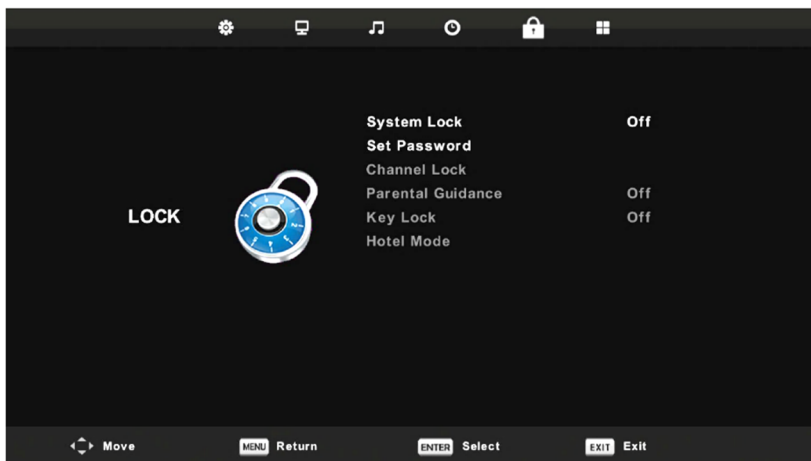 System Lock Off
Set Password
Channel Lock
Parental Guidance Off
LOCK
Key Lock Off
Hotel Mode
Move MENU Return ENTER Select EXIT Exit